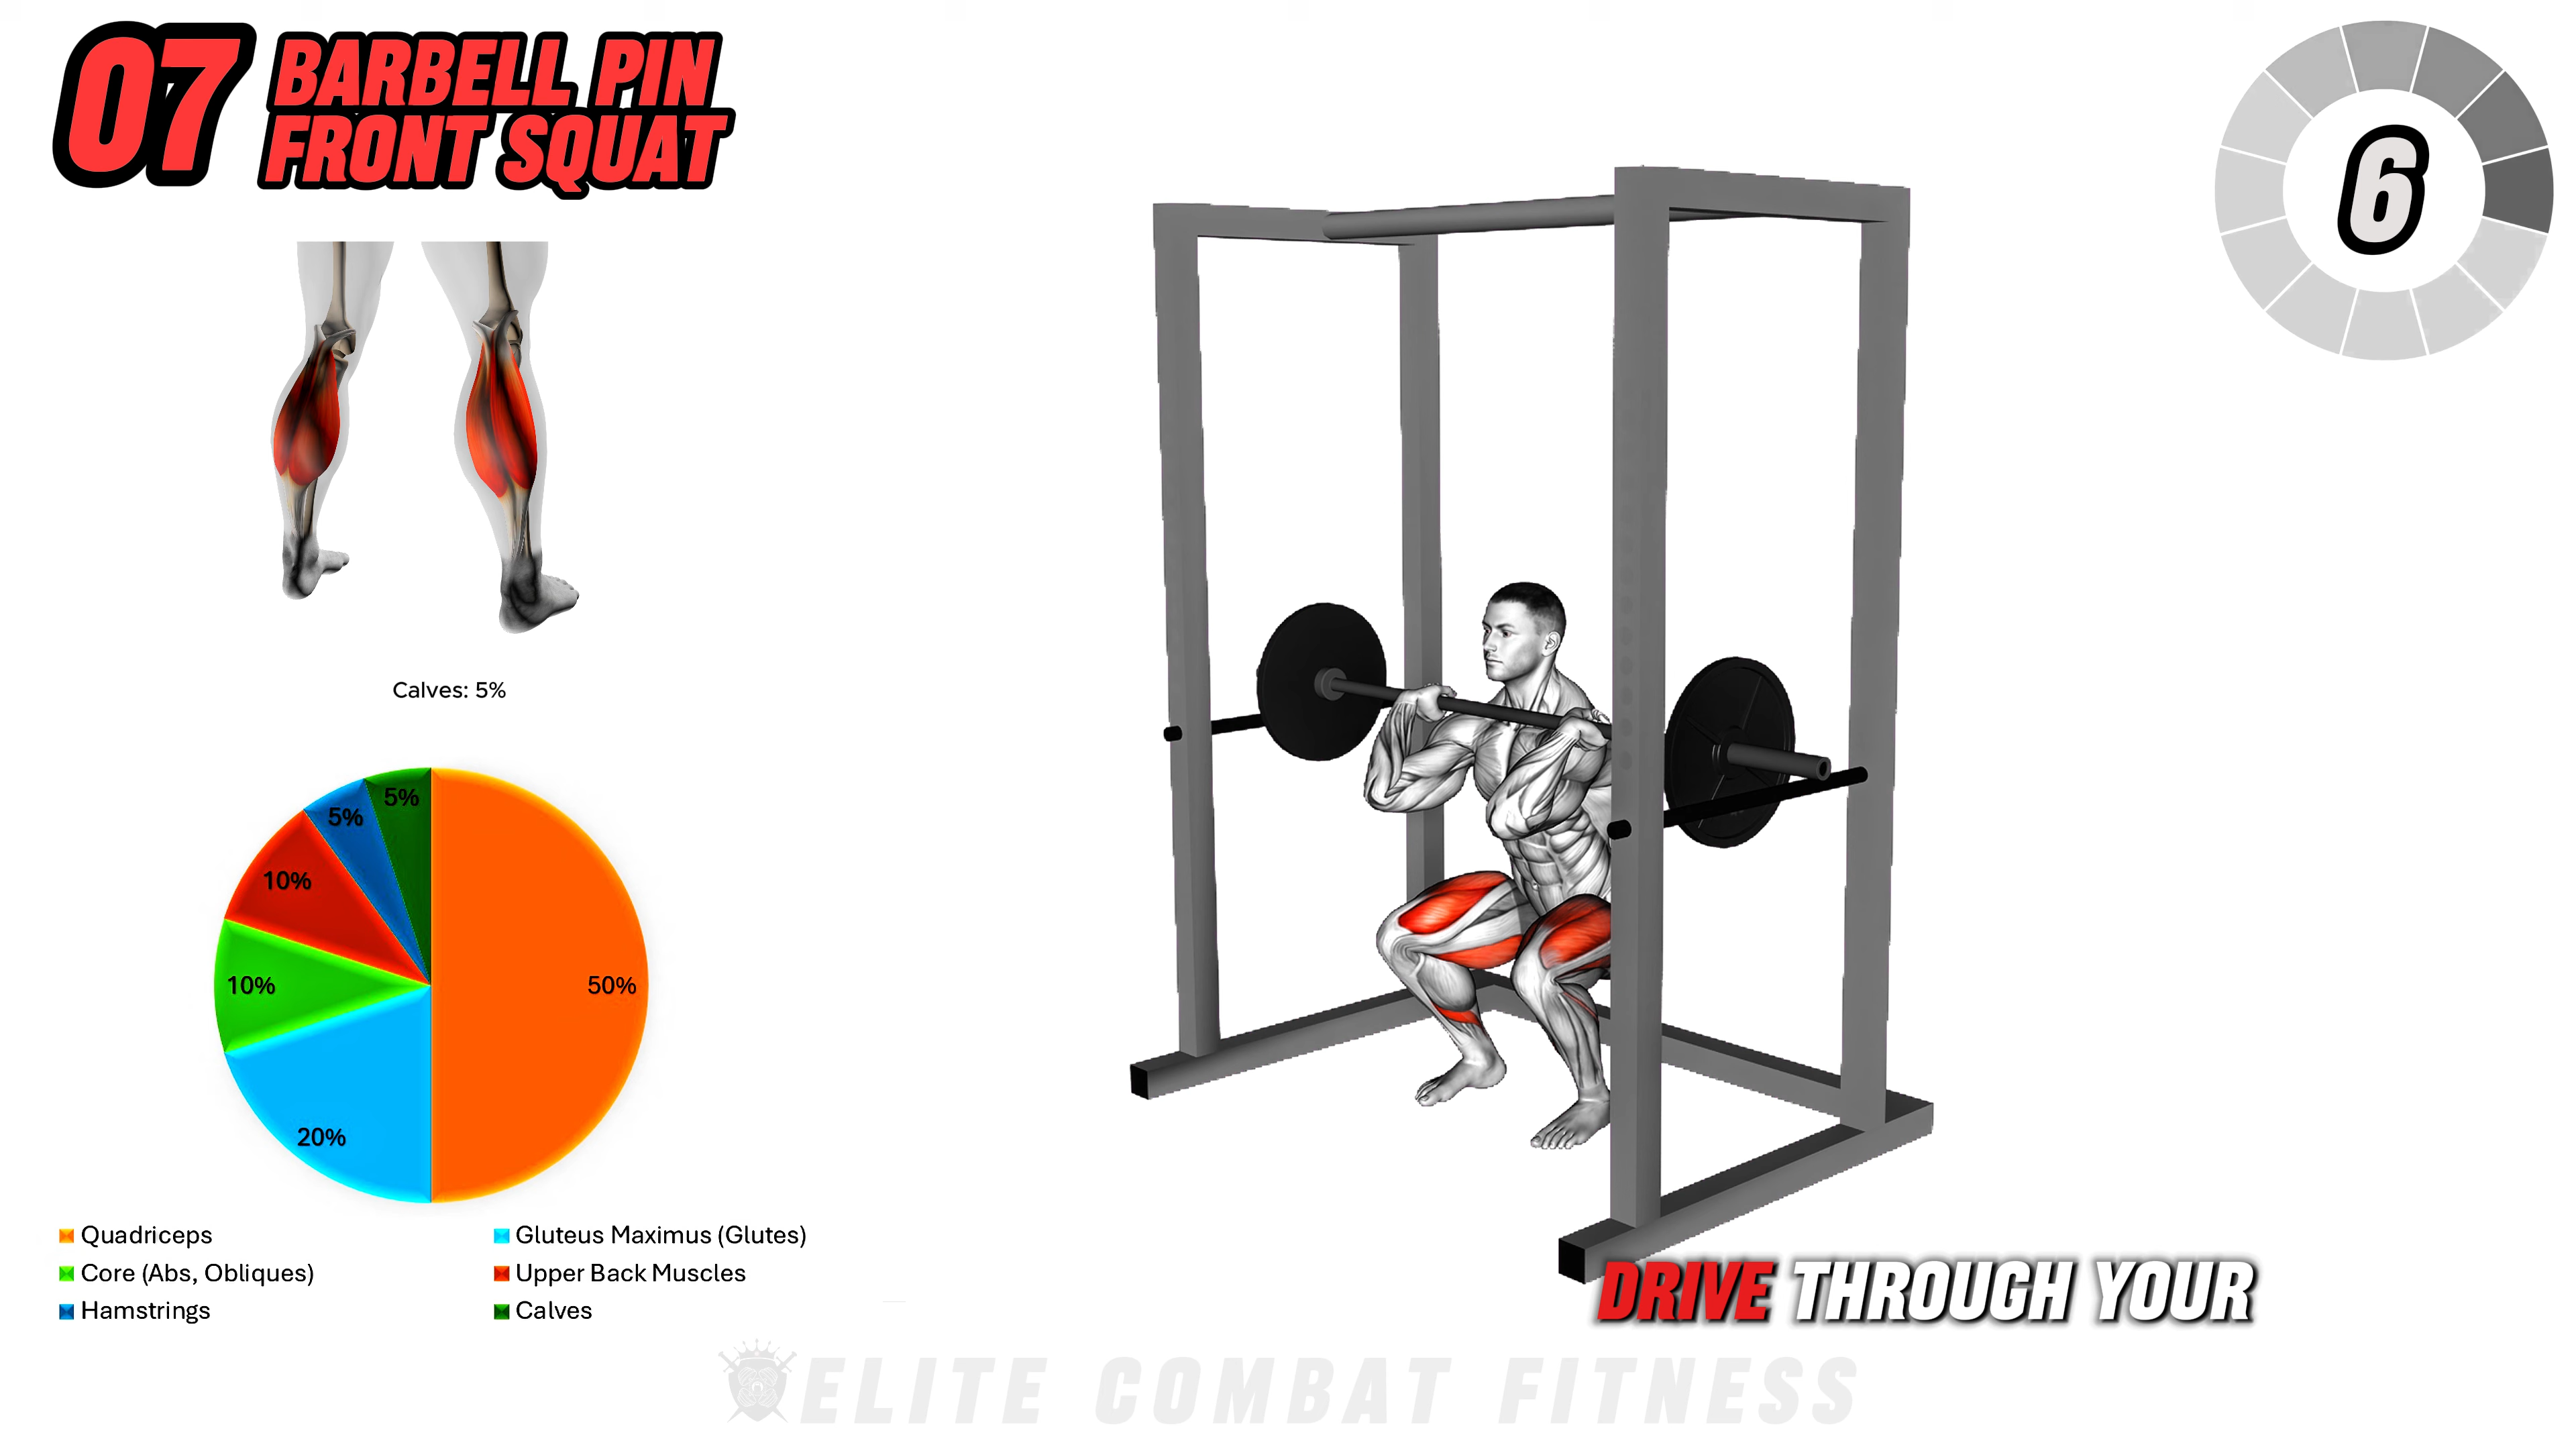 07
BARBELL PIN
FRONT SQUAT
6
Calves: 5%
5%
5%
10%
10%
20%
50%
Quadriceps
Gluteus Maximus (Glutes)
Core (Abs, Obliques)
Upper Back Muscles
Hamstrings
Calves
DRIVE THROUGH YOUR
ELITE COMBAT FITNESS